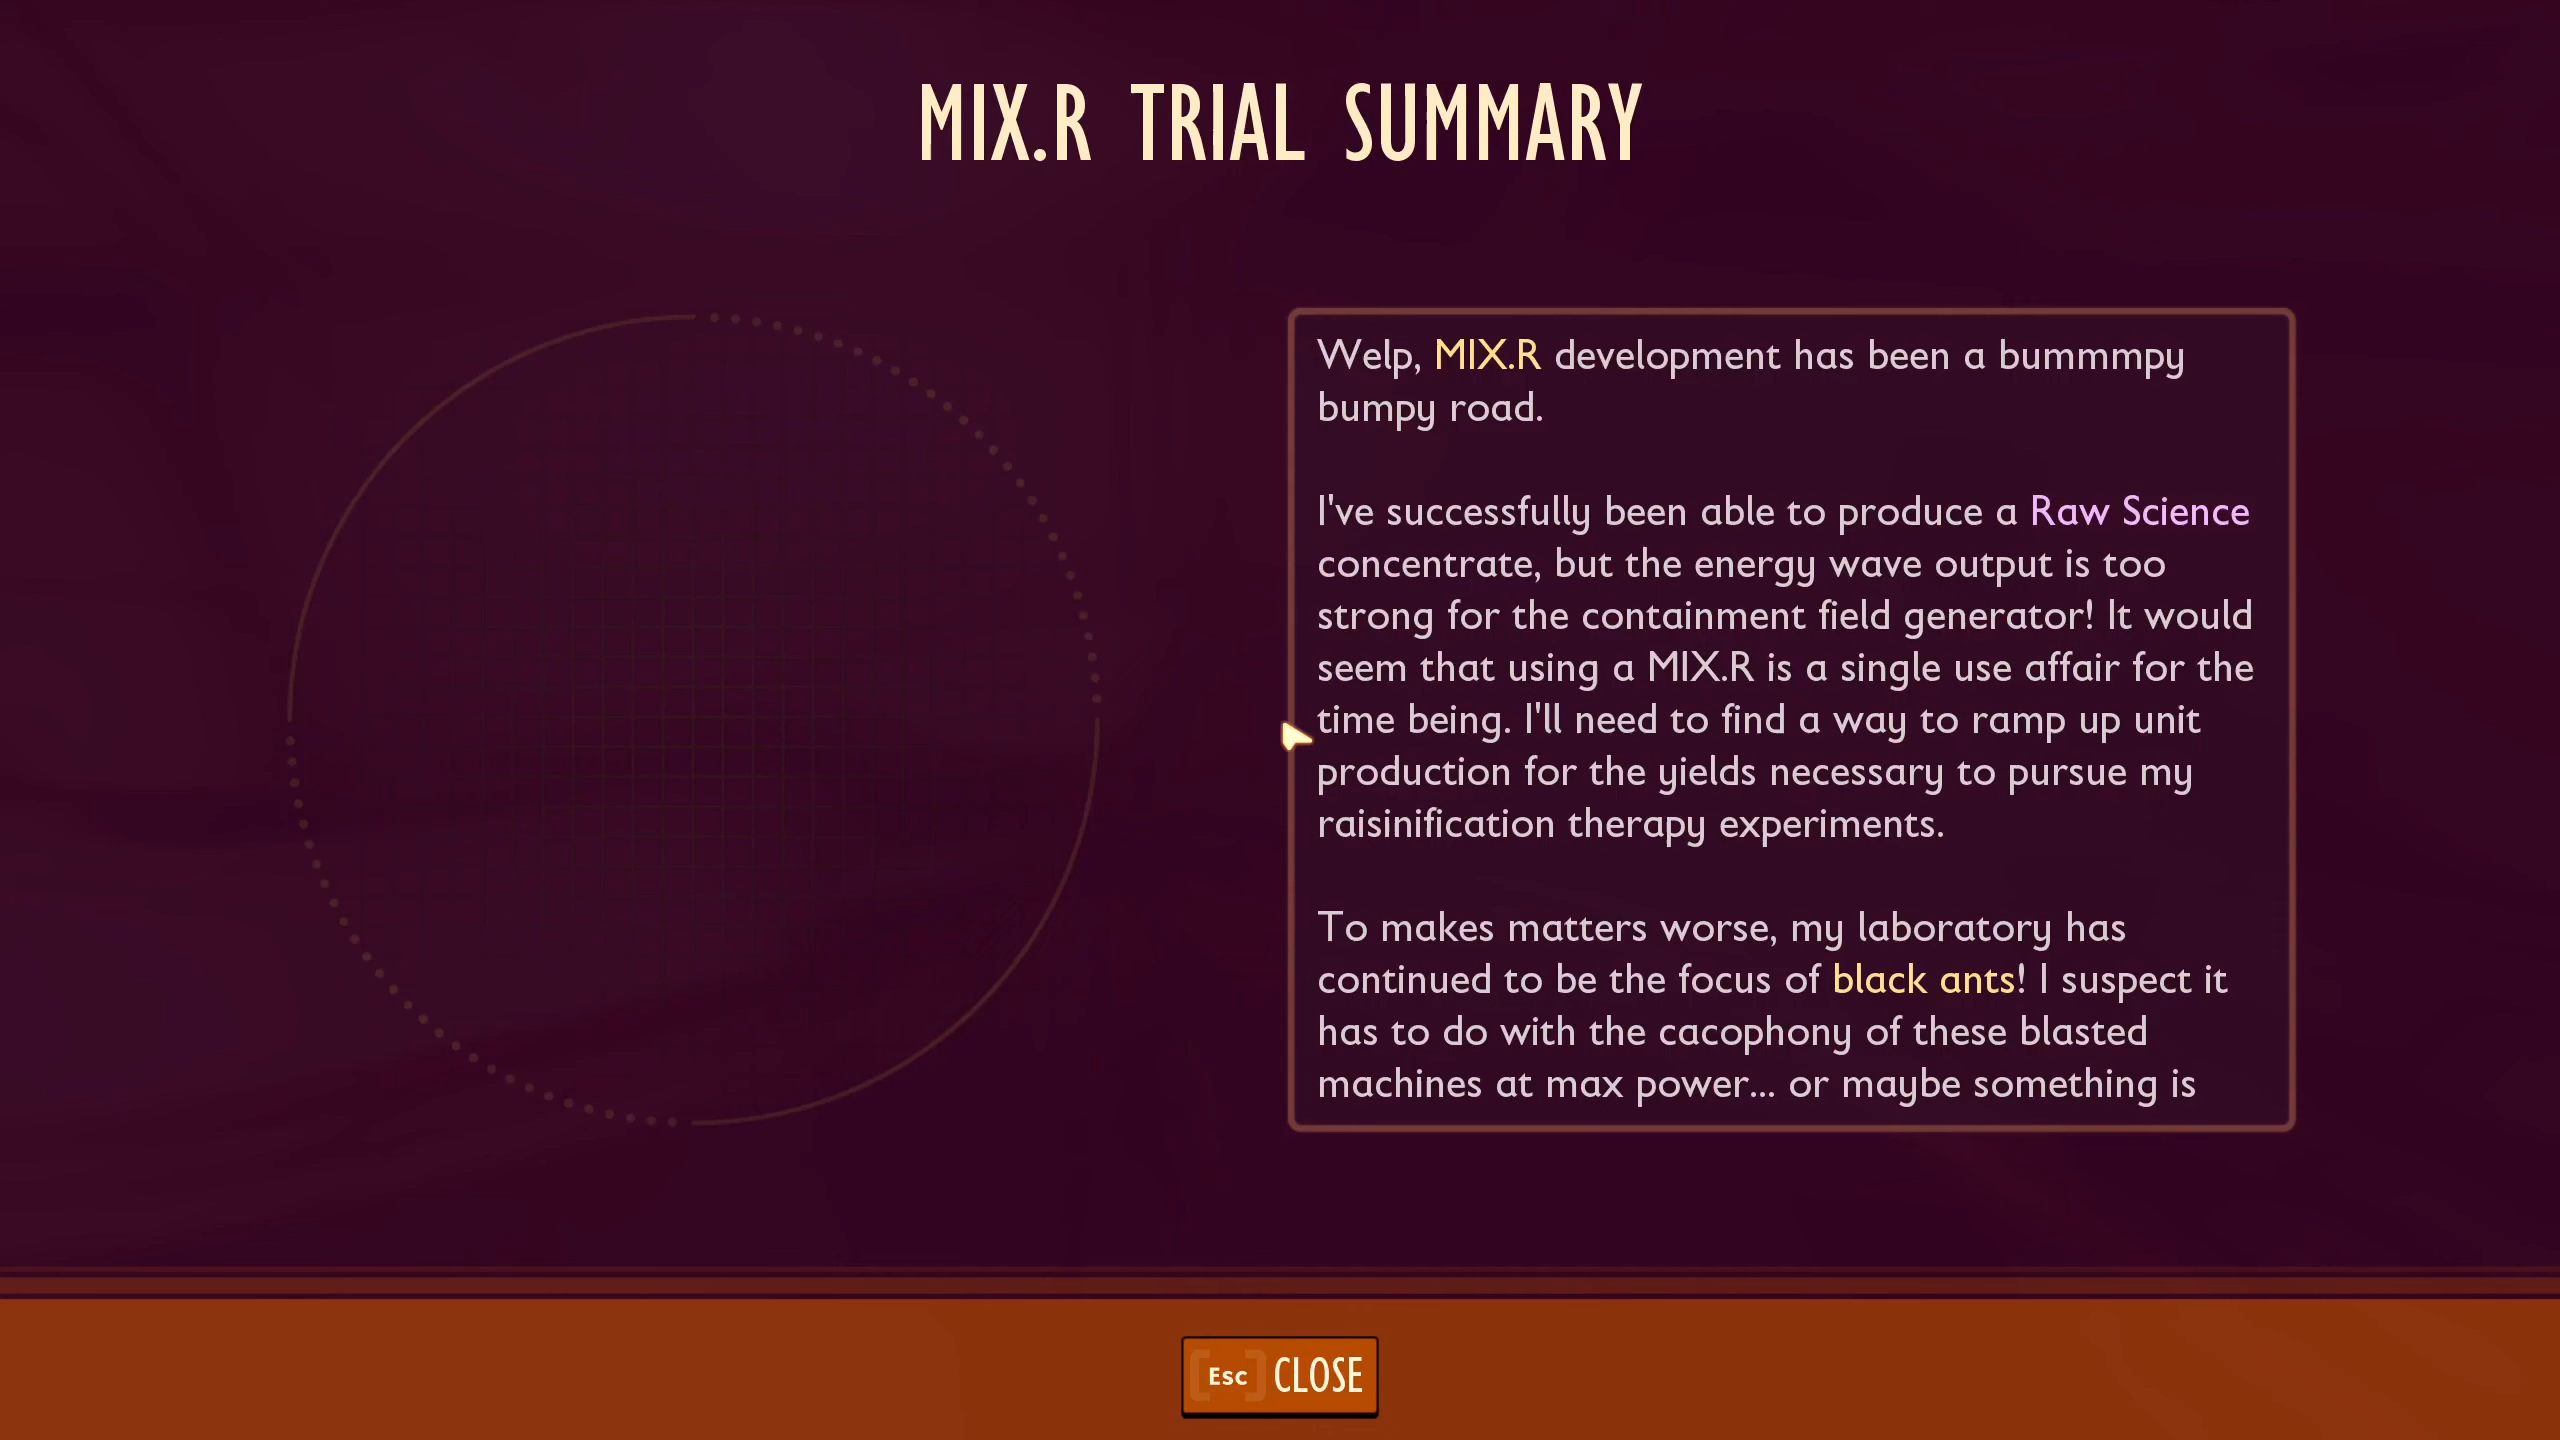 MIX.R TRIAL SUMMARY
Welp, MIX.R development has been a bummmpy
bumpy road.
I've successfully been able to produce a Raw Science
concentrate, but the energy wave output is too
strong for the containment field generator! It would
seem that using a MIX.R is a single use affair for the
time being. I'll need to find a way to ramp up unit
production for the yields necessary to pursue my
raisinification therapy experiments.
To makes matters worse, my laboratory has
continued to be the focus of black ants! I suspect it
has to do with the cacophony of these blasted
machines at max power... or maybe something is
Esc CLOSE